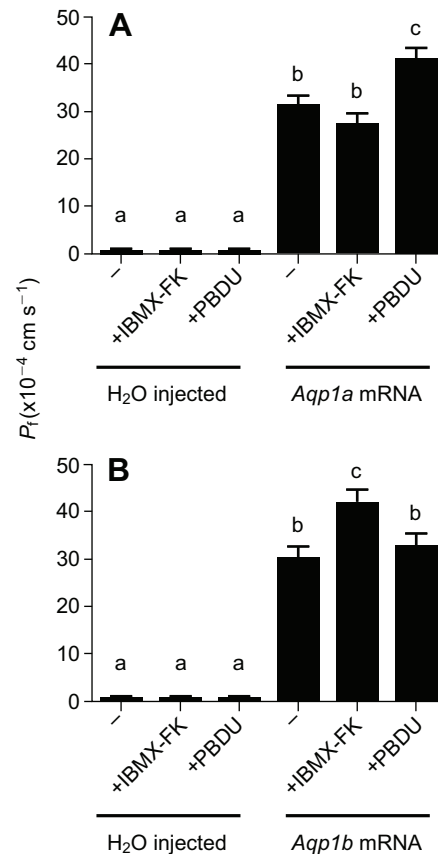 A
50
40
30
20
10
0
a
a
a
b
b
c
–
+IBMX-FK
+PBDU
–
+IBMX-FK
+PBDU
H₂O injected
Aqp1a mRNA
Pf (x10⁻⁴ cm s⁻¹)
B
50
40
30
20
10
0
a
a
a
b
c
b
–
+IBMX-FK
+PBDU
–
+IBMX-FK
+PBDU
H₂O injected
Aqp1b mRNA